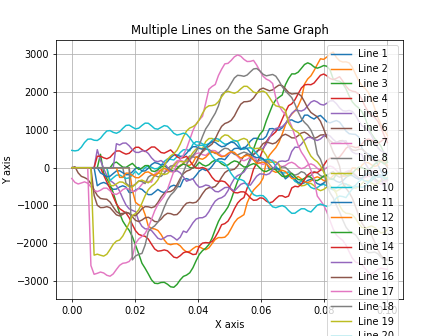 Multiple Lines on the Same Graph
Y axis
3000
2000
1000
0
−1000
−2000
−3000
0.00
0.02
0.04
0.06
0.08
X axis
Line 1
Line 2
Line 3
Line 4
Line 5
Line 6
Line 7
Line 8
Line 9
Line 10
Line 11
Line 12
Line 13
Line 14
Line 15
Line 16
Line 17
Line 18
Line 19
Line 20